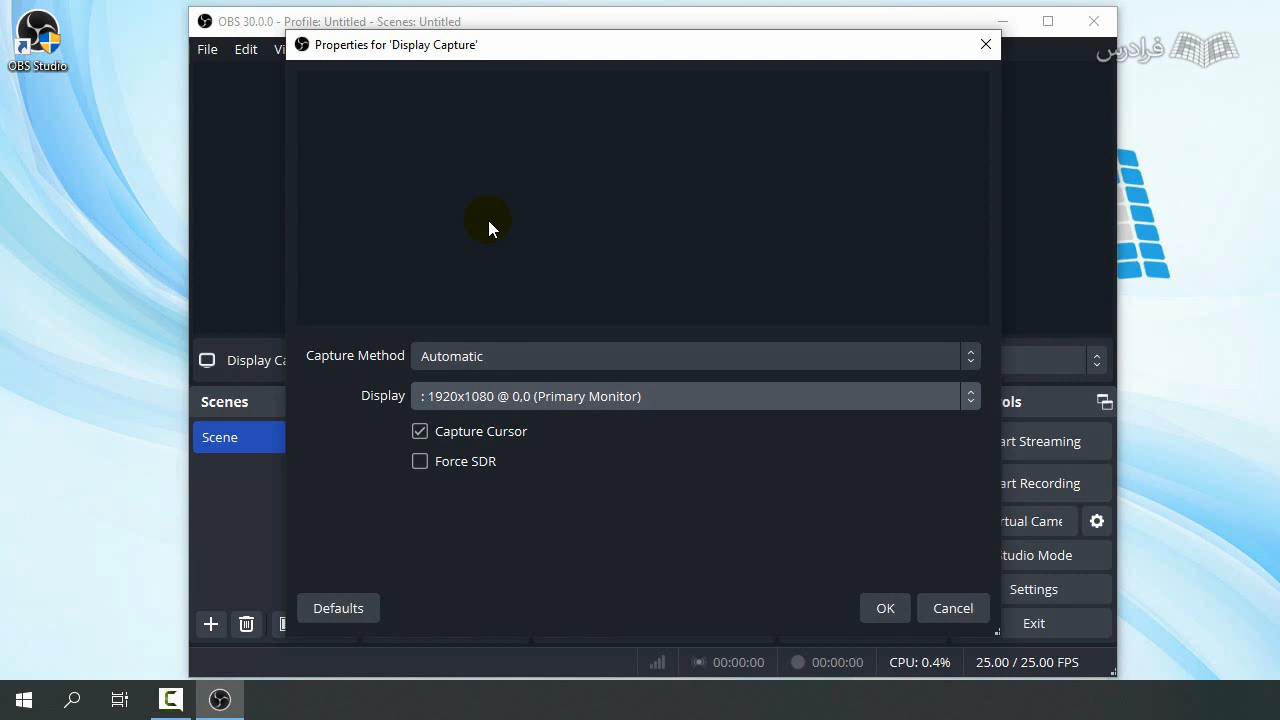 OBS Studio
OBS 30.0.0 - Profile: Untitled - Scenes: Untitled
File Edit Vi
Properties for 'Display Capture'
فرادرس
Capture Method Automatic
Display : 1920x1080 @ 0,0 (Primary Monitor)
Capture Cursor
Force SDR
Defaults
OK
Cancel
Display Ca
Scenes
Scene
ols
art Streaming
art Recording
rtual Came
tudio Mode
Settings
Exit
00:00:00
00:00:00
CPU: 0.4%
25.00 / 25.00 FPS